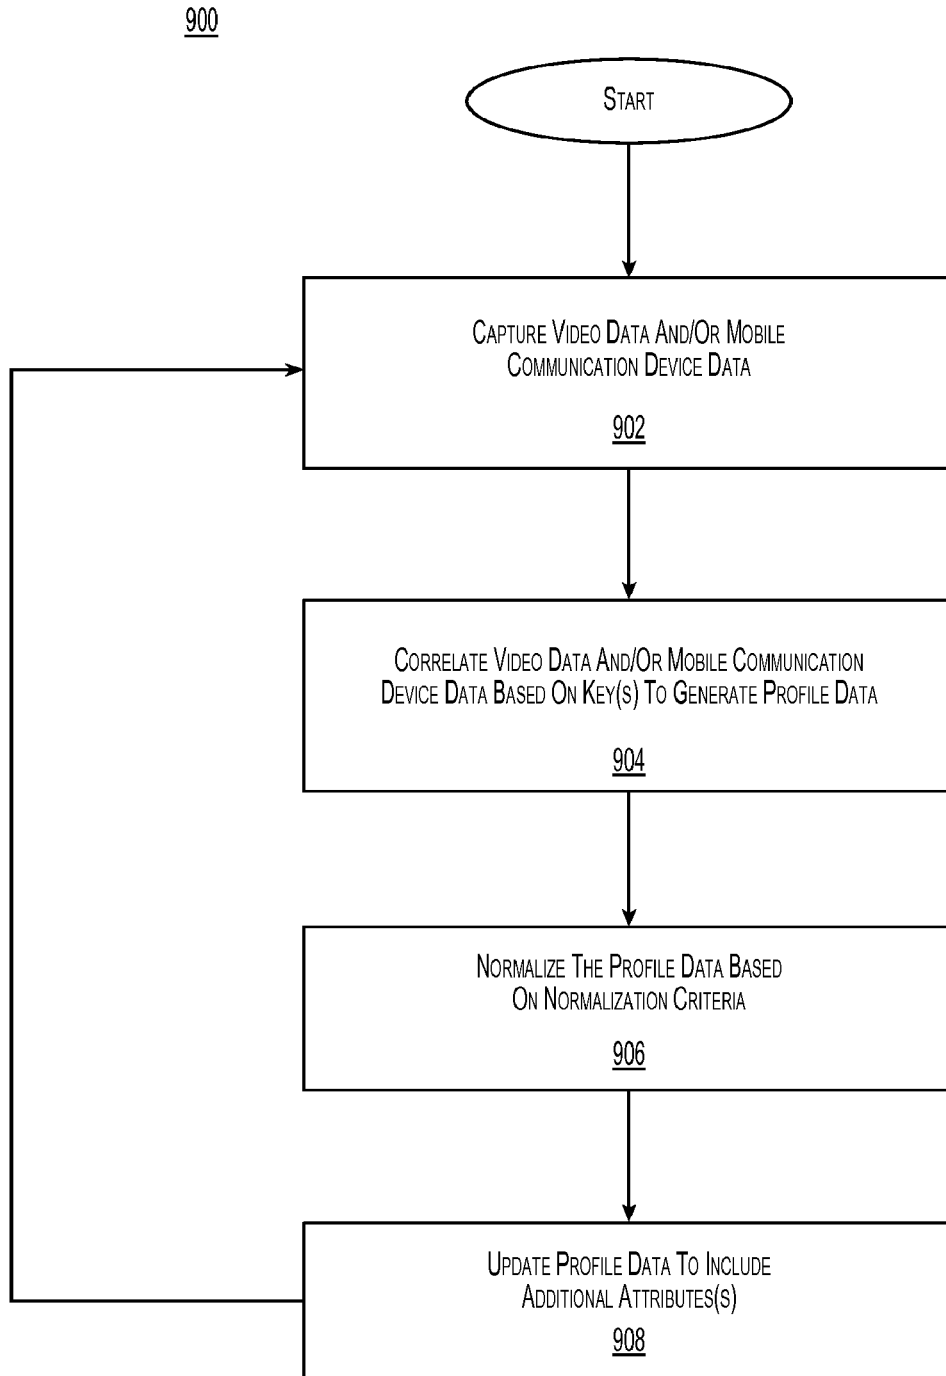 900
START
CAPTURE VIDEO DATA AND/OR MOBILE
COMMUNICATION DEVICE DATA
902
CORRELATE VIDEO DATA AND/OR MOBILE COMMUNICATION
DEVICE DATA BASED ON KEY(S) TO GENERATE PROFILE DATA
904
NORMALIZE THE PROFILE DATA BASED
ON NORMALIZATION CRITERIA
906
UPDATE PROFILE DATA TO INCLUDE
ADDITIONAL ATTRIBUTES(S)
908